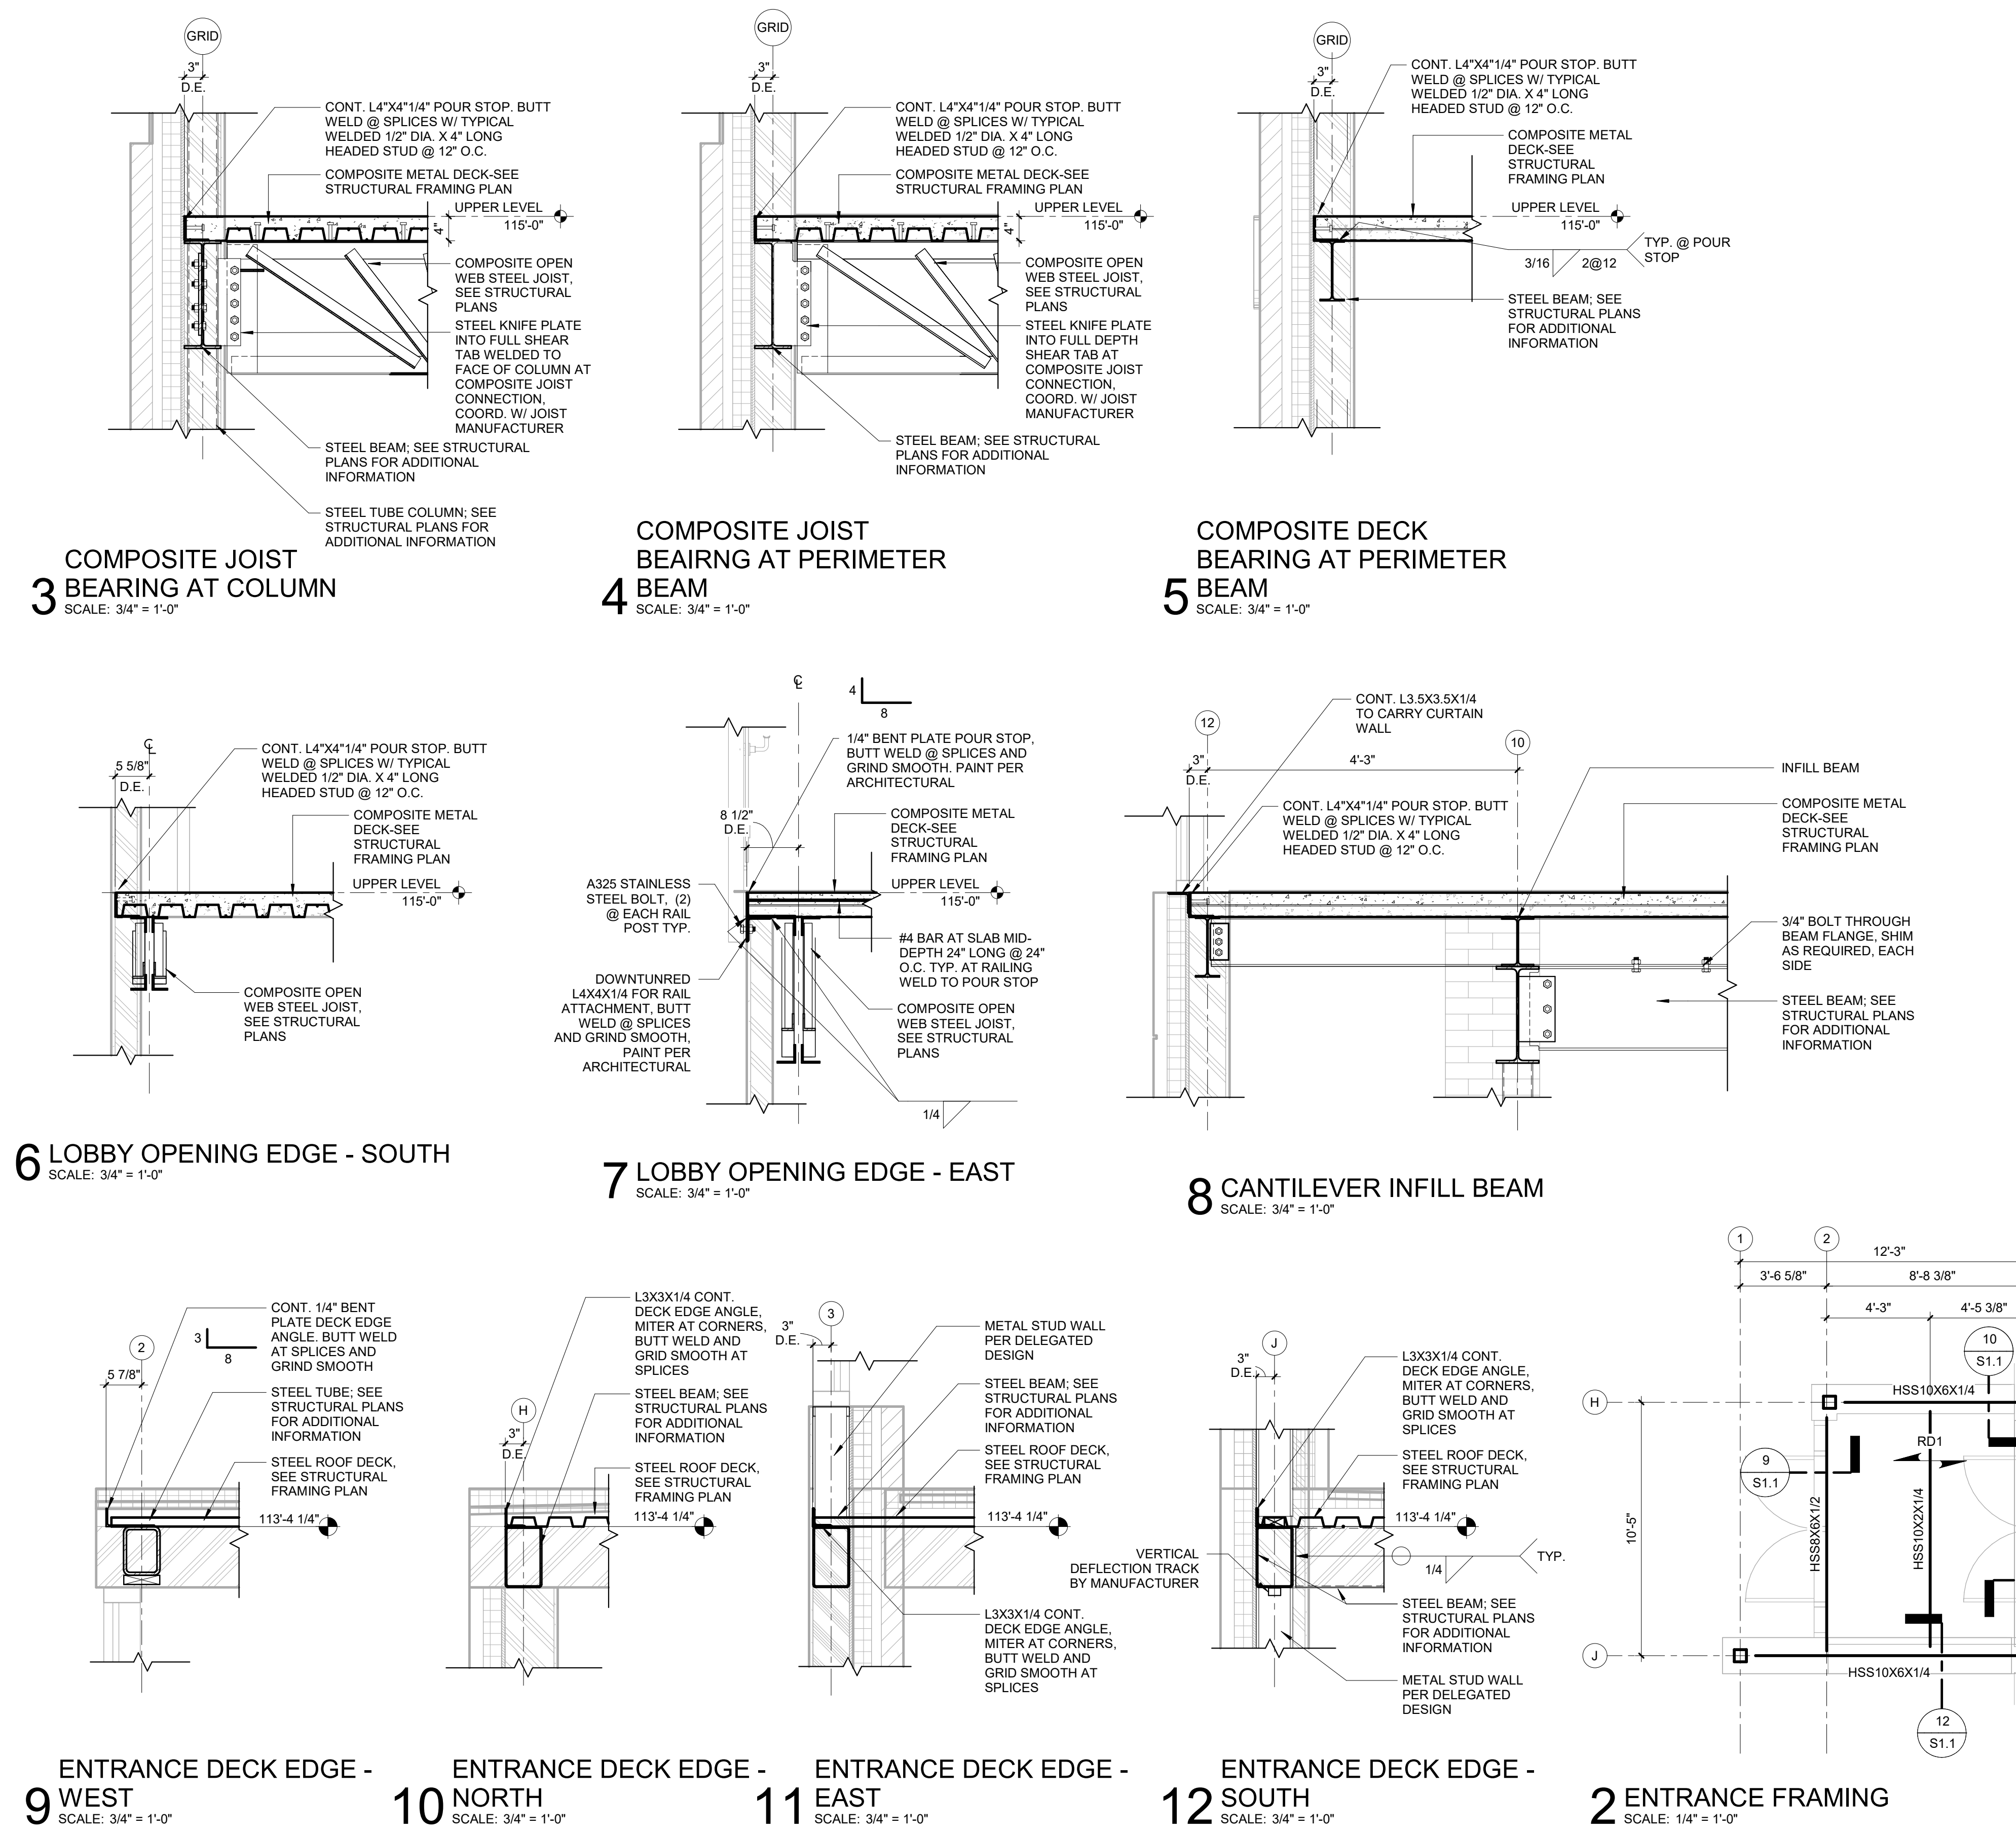 GRID
3"
D.E.
CONT. L4"X4"1/4" POUR STOP. BUTT
WELD @ SPLICES W/ TYPICAL
WELDED 1/2" DIA. X 4" LONG
HEADED STUD @ 12" O.C.
COMPOSITE METAL DECK-SEE
STRUCTURAL FRAMING PLAN
UPPER LEVEL
115'-0"
4"
COMPOSITE OPEN
WEB STEEL JOIST,
SEE STRUCTURAL
PLANS
STEEL KNIFE PLATE
INTO FULL SHEAR
TAB WELDED TO
FACE OF COLUMN AT
COMPOSITE JOIST
CONNECTION,
COORD. W/ JOIST
MANUFACTURER
STEEL BEAM; SEE STRUCTURAL
PLANS FOR ADDITIONAL
INFORMATION
STEEL TUBE COLUMN; SEE
STRUCTURAL PLANS FOR
ADDITIONAL INFORMATION
3
COMPOSITE JOIST
BEARING AT COLUMN
SCALE: 3/4" = 1'-0"
GRID
3"
D.E.
CONT. L4"X4"1/4" POUR STOP. BUTT
WELD @ SPLICES W/ TYPICAL
WELDED 1/2" DIA. X 4" LONG
HEADED STUD @ 12" O.C.
COMPOSITE METAL DECK-SEE
STRUCTURAL FRAMING PLAN
UPPER LEVEL
115'-0"
4"
COMPOSITE OPEN
WEB STEEL JOIST,
SEE STRUCTURAL
PLANS
STEEL KNIFE PLATE
INTO FULL DEPTH
SHEAR TAB AT
COMPOSITE JOIST
CONNECTION,
COORD. W/ JOIST
MANUFACTURER
STEEL BEAM; SEE STRUCTURAL
PLANS FOR ADDITIONAL
INFORMATION
4
COMPOSITE JOIST
BEAIRNG AT PERIMETER
BEAM
SCALE: 3/4" = 1'-0"
GRID
3"
D.E.
CONT. L4"X4"1/4" POUR STOP. BUTT
WELD @ SPLICES W/ TYPICAL
WELDED 1/2" DIA. X 4" LONG
HEADED STUD @ 12" O.C.
COMPOSITE METAL
DECK-SEE
STRUCTURAL
FRAMING PLAN
UPPER LEVEL
115'-0"
TYP. @ POUR
STOP
3/16
2@12
STEEL BEAM; SEE
STRUCTURAL PLANS
FOR ADDITIONAL
INFORMATION
5
COMPOSITE DECK
BEARING AT PERIMETER
BEAM
SCALE: 3/4" = 1'-0"
℄
5 5/8"
D.E.
CONT. L4"X4"1/4" POUR STOP. BUTT
WELD @ SPLICES W/ TYPICAL
WELDED 1/2" DIA. X 4" LONG
HEADED STUD @ 12" O.C.
COMPOSITE METAL
DECK-SEE
STRUCTURAL
FRAMING PLAN
UPPER LEVEL
115'-0"
COMPOSITE OPEN
WEB STEEL JOIST,
SEE STRUCTURAL
PLANS
6
LOBBY OPENING EDGE - SOUTH
SCALE: 3/4" = 1'-0"
℄
4
8
1/4" BENT PLATE POUR STOP,
BUTT WELD @ SPLICES AND
GRIND SMOOTH. PAINT PER
ARCHITECTURAL
8 1/2"
D.E.
COMPOSITE METAL
DECK-SEE
STRUCTURAL
FRAMING PLAN
A325 STAINLESS
STEEL BOLT, (2)
@ EACH RAIL
POST TYP.
UPPER LEVEL
115'-0"
#4 BAR AT SLAB MID-
DEPTH 24" LONG @ 24"
O.C. TYP. AT RAILING
WELD TO POUR STOP
DOWNTUNRED
L4X4X1/4 FOR RAIL
ATTACHMENT, BUTT
WELD @ SPLICES
AND GRIND SMOOTH,
PAINT PER
ARCHITECTURAL
COMPOSITE OPEN
WEB STEEL JOIST,
SEE STRUCTURAL
PLANS
1/4
7
LOBBY OPENING EDGE - EAST
SCALE: 3/4" = 1'-0"
CONT. L3.5X3.5X1/4
TO CARRY CURTAIN
WALL
12
10
3"
D.E.
4'-3"
INFILL BEAM
CONT. L4"X4"1/4" POUR STOP. BUTT
WELD @ SPLICES W/ TYPICAL
WELDED 1/2" DIA. X 4" LONG
HEADED STUD @ 12" O.C.
COMPOSITE METAL
DECK-SEE
STRUCTURAL
FRAMING PLAN
3/4" BOLT THROUGH
BEAM FLANGE, SHIM
AS REQUIRED, EACH
SIDE
STEEL BEAM; SEE
STRUCTURAL PLANS
FOR ADDITIONAL
INFORMATION
8
CANTILEVER INFILL BEAM
SCALE: 3/4" = 1'-0"
CONT. 1/4" BENT
PLATE DECK EDGE
ANGLE. BUTT WELD
AT SPLICES AND
GRIND SMOOTH
3
8
2
5 7/8"
STEEL TUBE; SEE
STRUCTURAL PLANS
FOR ADDITIONAL
INFORMATION
STEEL ROOF DECK,
SEE STRUCTURAL
FRAMING PLAN
113'-4 1/4"
9
ENTRANCE DECK EDGE -
WEST
SCALE: 3/4" = 1'-0"
L3X3X1/4 CONT.
DECK EDGE ANGLE,
MITER AT CORNERS,
BUTT WELD AND
GRID SMOOTH AT
SPLICES
STEEL BEAM; SEE
STRUCTURAL PLANS
FOR ADDITIONAL
INFORMATION
H
3"
D.E.
STEEL ROOF DECK,
SEE STRUCTURAL
FRAMING PLAN
113'-4 1/4"
10
ENTRANCE DECK EDGE -
NORTH
SCALE: 3/4" = 1'-0"
3
3"
D.E.
METAL STUD WALL
PER DELEGATED
DESIGN
STEEL BEAM; SEE
STRUCTURAL PLANS
FOR ADDITIONAL
INFORMATION
STEEL ROOF DECK,
SEE STRUCTURAL
FRAMING PLAN
113'-4 1/4"
L3X3X1/4 CONT.
DECK EDGE ANGLE,
MITER AT CORNERS,
BUTT WELD AND
GRID SMOOTH AT
SPLICES
11
ENTRANCE DECK EDGE -
EAST
SCALE: 3/4" = 1'-0"
J
3"
D.E.
L3X3X1/4 CONT.
DECK EDGE ANGLE,
MITER AT CORNERS,
BUTT WELD AND
GRID SMOOTH AT
SPLICES
STEEL ROOF DECK,
SEE STRUCTURAL
FRAMING PLAN
113'-4 1/4"
VERTICAL
DEFLECTION TRACK
BY MANUFACTURER
1/4
TYP.
STEEL BEAM; SEE
STRUCTURAL PLANS
FOR ADDITIONAL
INFORMATION
METAL STUD WALL
PER DELEGATED
DESIGN
12
ENTRANCE DECK EDGE -
SOUTH
SCALE: 3/4" = 1'-0"
1
2
12'-3"
3'-6 5/8"
8'-8 3/8"
4'-3"
4'-5 3/8"
10
S1.1
HSS10X6X1/4
H
RD1
9
S1.1
HSS8X6X1/2
HSS10X2X1/4
10'-5"
J
HSS10X6X1/4
12
S1.1
2
ENTRANCE FRAMING
SCALE: 1/4" = 1'-0"